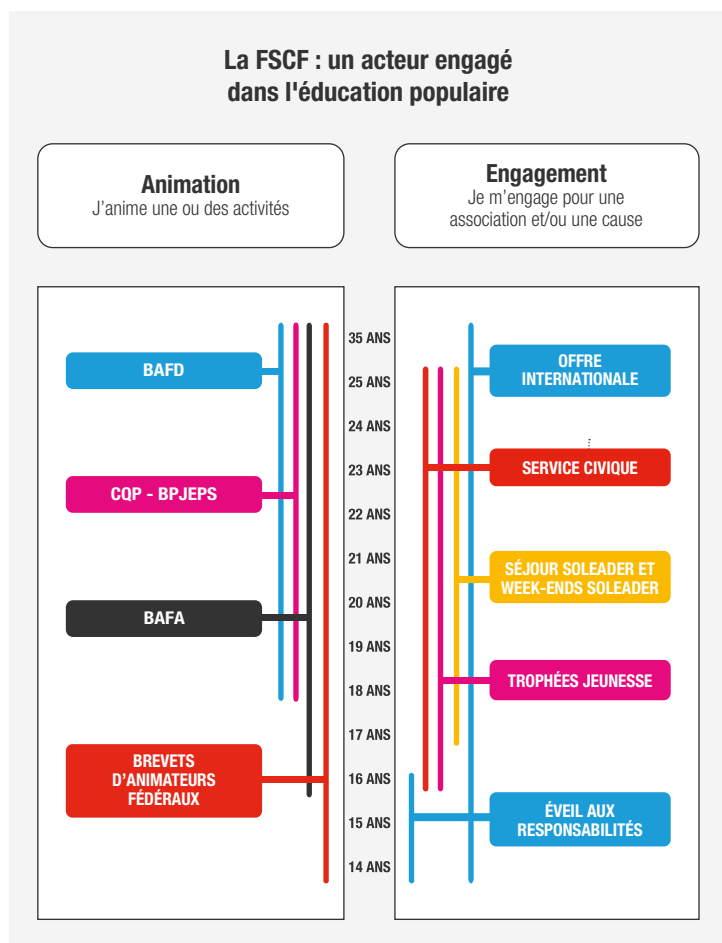 La FSCF : un acteur engagé
dans l'éducation populaire
Animation
J'anime une ou des activités
Engagement
Je m'engage pour une
association et/ou une cause
BAFD
CQP - BPJEPS
BAFA
BREVETS
D'ANIMATEURS
FÉDÉRAUX
35 ANS
25 ANS
24 ANS
23 ANS
22 ANS
21 ANS
20 ANS
19 ANS
18 ANS
17 ANS
16 ANS
15 ANS
14 ANS
OFFRE
INTERNATIONALE
SERVICE CIVIQUE
SÉJOUR SOLEADER ET
WEEK-ENDS SOLEADER
TROPHÉES JEUNESSE
ÉVEIL AUX
RESPONSABILITÉS